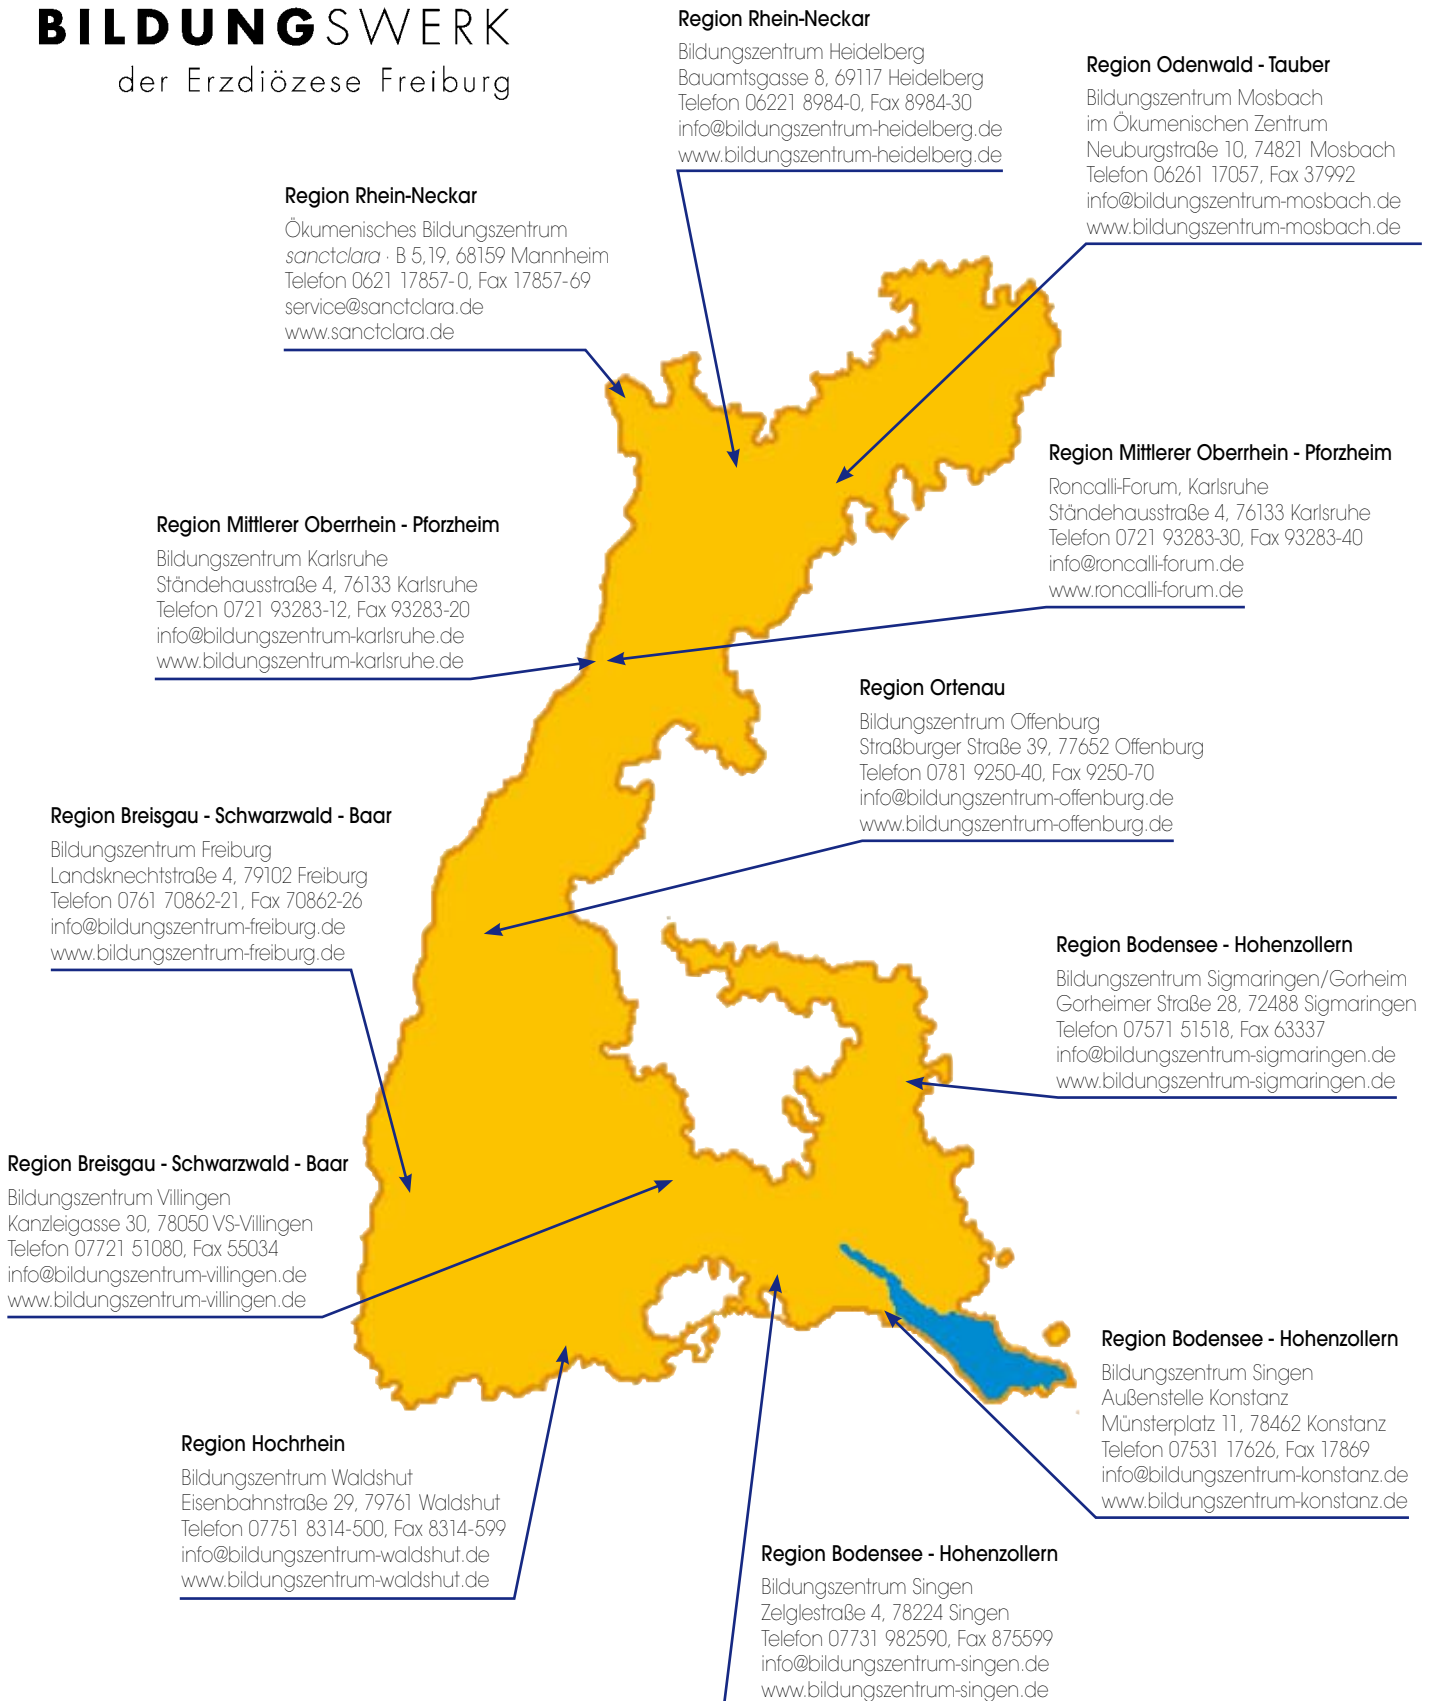 BILDUNGSWERK
der Erzdiözese Freiburg
Region Rhein-Neckar
Bildungszentrum Heidelberg
Bauamtsgasse 8, 69117 Heidelberg
Telefon 06221 8984-0, Fax 8984-30
info@bildungszentrum-heidelberg.de
www.bildungszentrum-heidelberg.de
Region Odenwald - Tauber
Bildungszentrum Mosbach
im Ökumenischen Zentrum
Neuburgstraße 10, 74821 Mosbach
Telefon 06261 17057, Fax 37992
info@bildungszentrum-mosbach.de
www.bildungszentrum-mosbach.de
Region Rhein-Neckar
Ökumenisches Bildungszentrum
sanctclara · B 5,19, 68159 Mannheim
Telefon 0621 17857-0, Fax 17857-69
service@sanctclara.de
www.sanctclara.de
Region Mittlerer Oberrhein - Pforzheim
Roncalli-Forum, Karlsruhe
Ständehausstraße 4, 76133 Karlsruhe
Telefon 0721 93283-30, Fax 93283-40
info@roncalli-forum.de
www.roncalli-forum.de
Region Mittlerer Oberrhein - Pforzheim
Bildungszentrum Karlsruhe
Ständehausstraße 4, 76133 Karlsruhe
Telefon 0721 93283-12, Fax 93283-20
info@bildungszentrum-karlsruhe.de
www.bildungszentrum-karlsruhe.de
Region Ortenau
Bildungszentrum Offenburg
Straßburger Straße 39, 77652 Offenburg
Telefon 0781 9250-40, Fax 9250-70
info@bildungszentrum-offenburg.de
www.bildungszentrum-offenburg.de
Region Breisgau - Schwarzwald - Baar
Bildungszentrum Freiburg
Landsknechtstraße 4, 79102 Freiburg
Telefon 0761 70862-21, Fax 70862-26
info@bildungszentrum-freiburg.de
www.bildungszentrum-freiburg.de
Region Bodensee - Hohenzollern
Bildungszentrum Sigmaringen/Gorheim
Gorheimer Straße 28, 72488 Sigmaringen
Telefon 07571 51518, Fax 63337
info@bildungszentrum-sigmaringen.de
www.bildungszentrum-sigmaringen.de
Region Breisgau - Schwarzwald - Baar
Bildungszentrum Villingen
Kanzleigasse 30, 78050 VS-Villingen
Telefon 07721 51080, Fax 55034
info@bildungszentrum-villingen.de
www.bildungszentrum-villingen.de
Region Bodensee - Hohenzollern
Bildungszentrum Singen
Außenstelle Konstanz
Münsterplatz 11, 78462 Konstanz
Telefon 07531 17626, Fax 17869
info@bildungszentrum-konstanz.de
www.bildungszentrum-konstanz.de
Region Hochrhein
Bildungszentrum Waldshut
Eisenbahnstraße 29, 79761 Waldshut
Telefon 07751 8314-500, Fax 8314-599
info@bildungszentrum-waldshut.de
www.bildungszentrum-waldshut.de
Region Bodensee - Hohenzollern
Bildungszentrum Singen
Zelglestraße 4, 78224 Singen
Telefon 07731 982590, Fax 875599
info@bildungszentrum-singen.de
www.bildungszentrum-singen.de